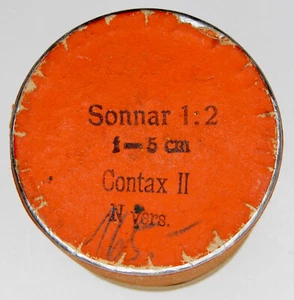 Sonnar 1:2
f = 5 cm
Contax II
N vers.